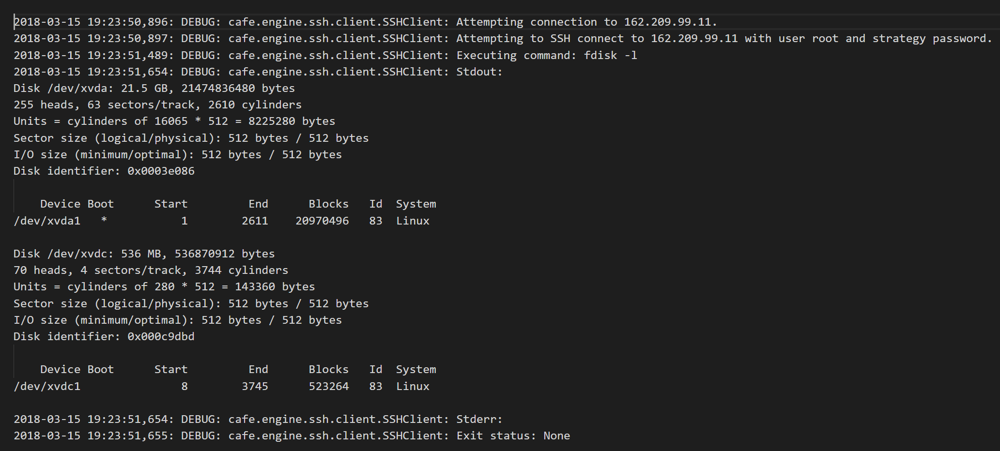 2018-03-15 19:23:50,896: DEBUG: cafe.engine.ssh.client.SSHClient: Attempting connection to 162.209.99.11.
2018-03-15 19:23:50,897: DEBUG: cafe.engine.ssh.client.SSHClient: Attempting to SSH connect to 162.209.99.11 with user root and strategy password.
2018-03-15 19:23:51,489: DEBUG: cafe.engine.ssh.client.SSHClient: Executing command: fdisk -l
2018-03-15 19:23:51,654: DEBUG: cafe.engine.ssh.client.SSHClient: Stdout:
Disk /dev/xvda: 21.5 GB, 21474836480 bytes
255 heads, 63 sectors/track, 2610 cylinders
Units = cylinders of 16065 * 512 = 8225280 bytes
Sector size (logical/physical): 512 bytes / 512 bytes
I/O size (minimum/optimal): 512 bytes / 512 bytes
Disk identifier: 0x0003e086
    Device Boot      Start         End      Blocks   Id  System
/dev/xvda1   *           1        2611    20970496   83  Linux
Disk /dev/xvdc: 536 MB, 536870912 bytes
70 heads, 4 sectors/track, 3744 cylinders
Units = cylinders of 280 * 512 = 143360 bytes
Sector size (logical/physical): 512 bytes / 512 bytes
I/O size (minimum/optimal): 512 bytes / 512 bytes
Disk identifier: 0x000c9dbd
    Device Boot      Start         End      Blocks   Id  System
/dev/xvdc1               8        3745      523264   83  Linux
2018-03-15 19:23:51,654: DEBUG: cafe.engine.ssh.client.SSHClient: Stderr:
2018-03-15 19:23:51,655: DEBUG: cafe.engine.ssh.client.SSHClient: Exit status: None